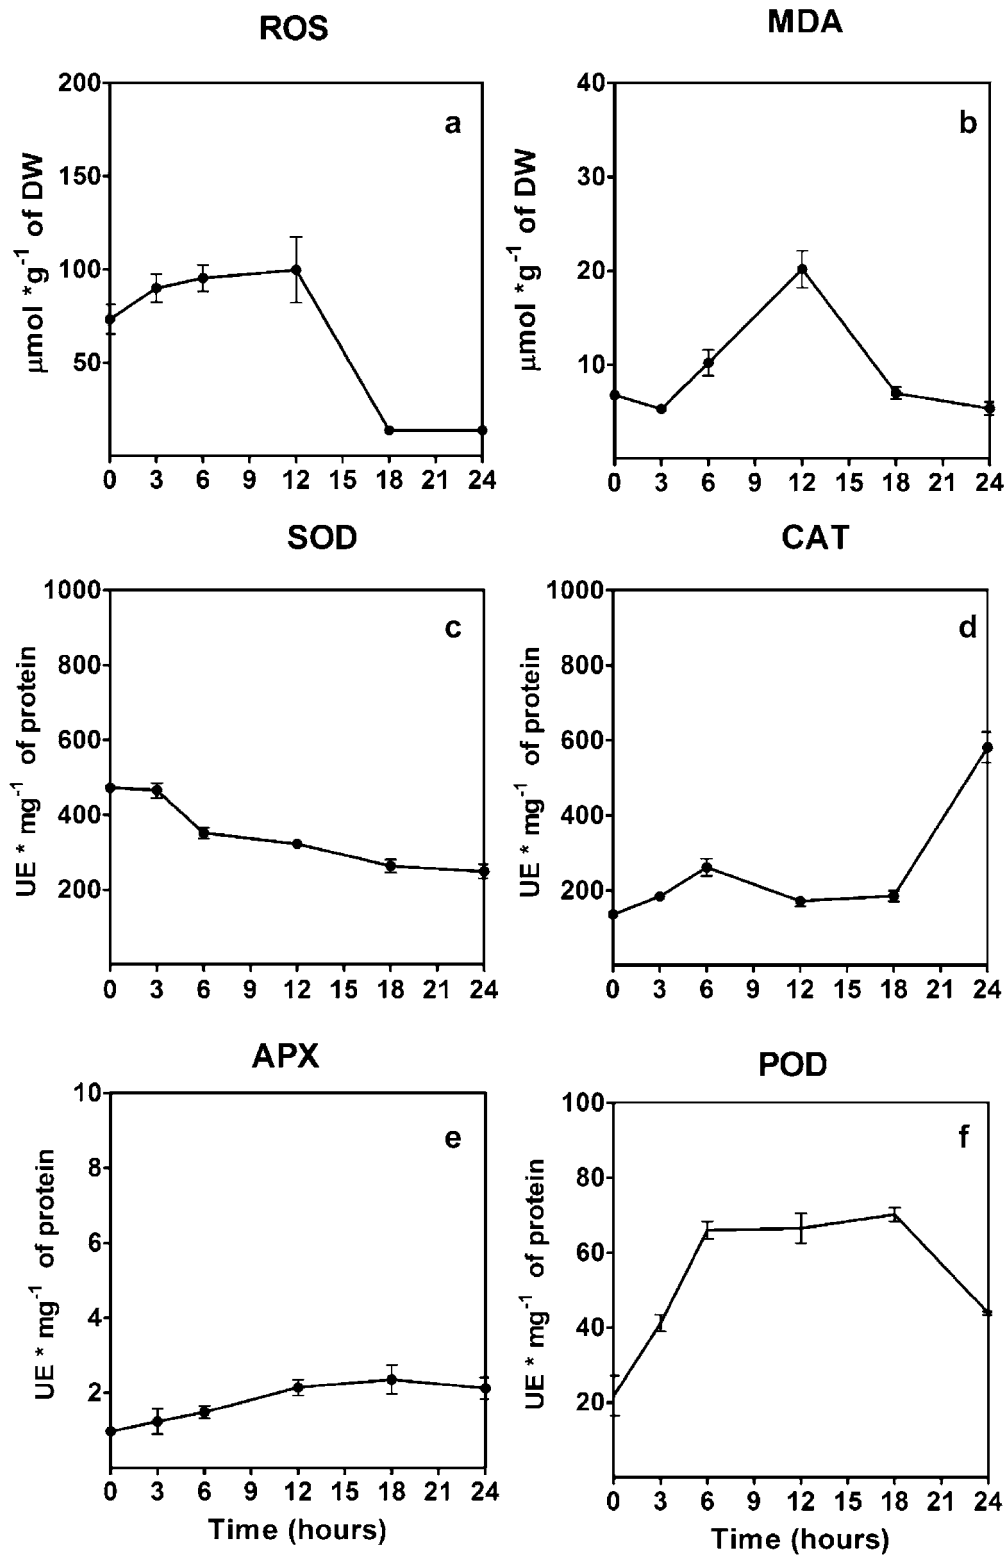 ROS
MDA
200
150
100
50
a
µmol *g⁻¹ of DW
0 3 6 9 12 15 18 21 24
40
30
20
10
b
µmol *g⁻¹ of DW
0 3 6 9 12 15 18 21 24
SOD
CAT
1000
800
600
400
200
c
UE * mg⁻¹ of protein
0 3 6 9 12 15 18 21 24
1000
800
600
400
200
d
UE * mg⁻¹ of protein
0 3 6 9 12 15 18 21 24
APX
POD
10
8
6
4
2
e
UE * mg⁻¹ of protein
0 3 6 9 12 15 18 21 24
Time (hours)
100
80
60
40
20
f
UE * mg⁻¹ of protein
0 3 6 9 12 15 18 21 24
Time (hours)